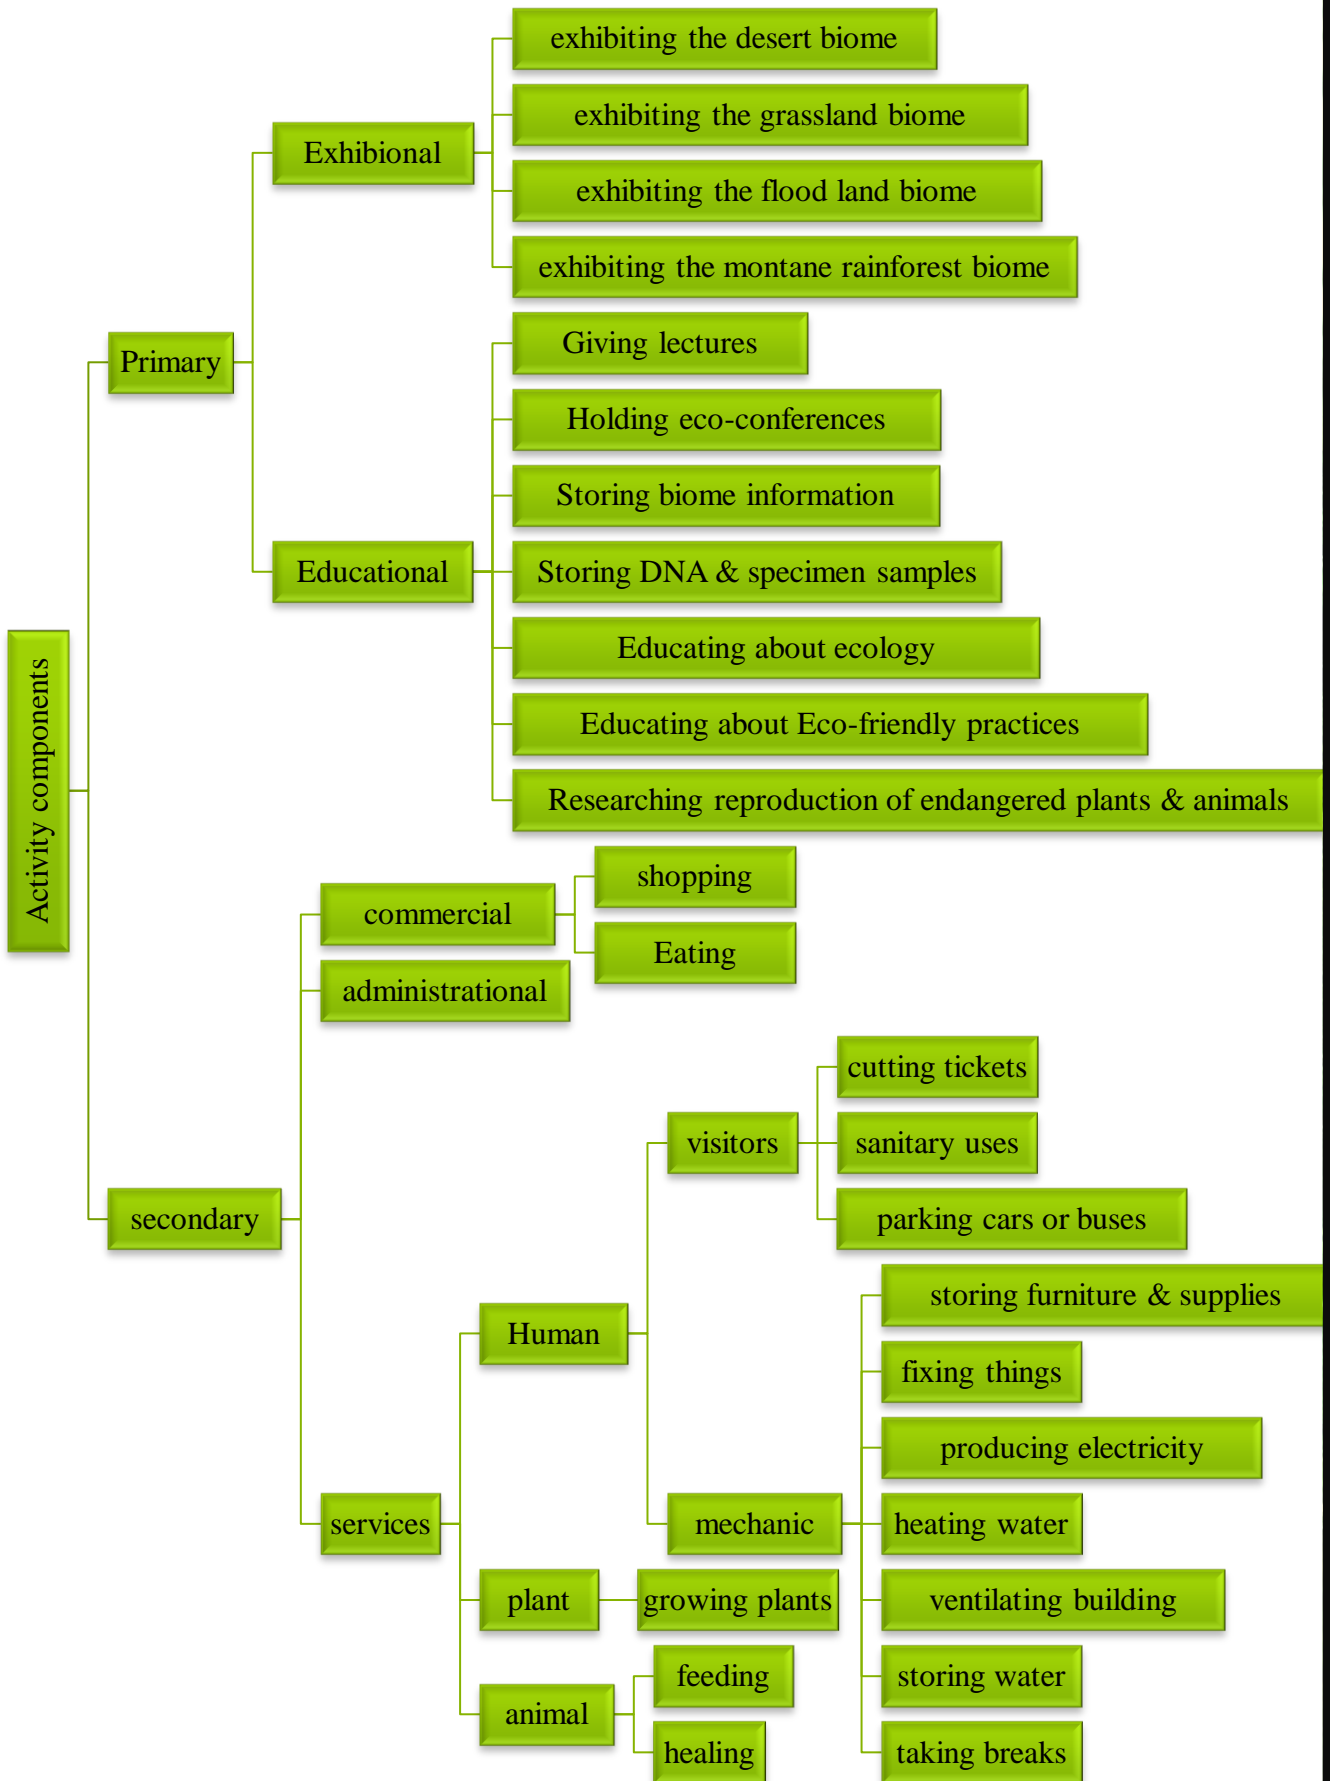 Activity components
Primary
Exhibional
exhibiting the desert biome
exhibiting the grassland biome
exhibiting the flood land biome
exhibiting the montane rainforest biome
Educational
Giving lectures
Holding eco-conferences
Storing biome information
Storing DNA & specimen samples
Educating about ecology
Educating about Eco-friendly practices
Researching reproduction of endangered plants & animals
secondary
commercial
shopping
Eating
administrational
services
Human
visitors
cutting tickets
sanitary uses
parking cars or buses
mechanic
storing furniture & supplies
fixing things
producing electricity
heating water
ventilating building
storing water
taking breaks
plant
growing plants
animal
feeding
healing